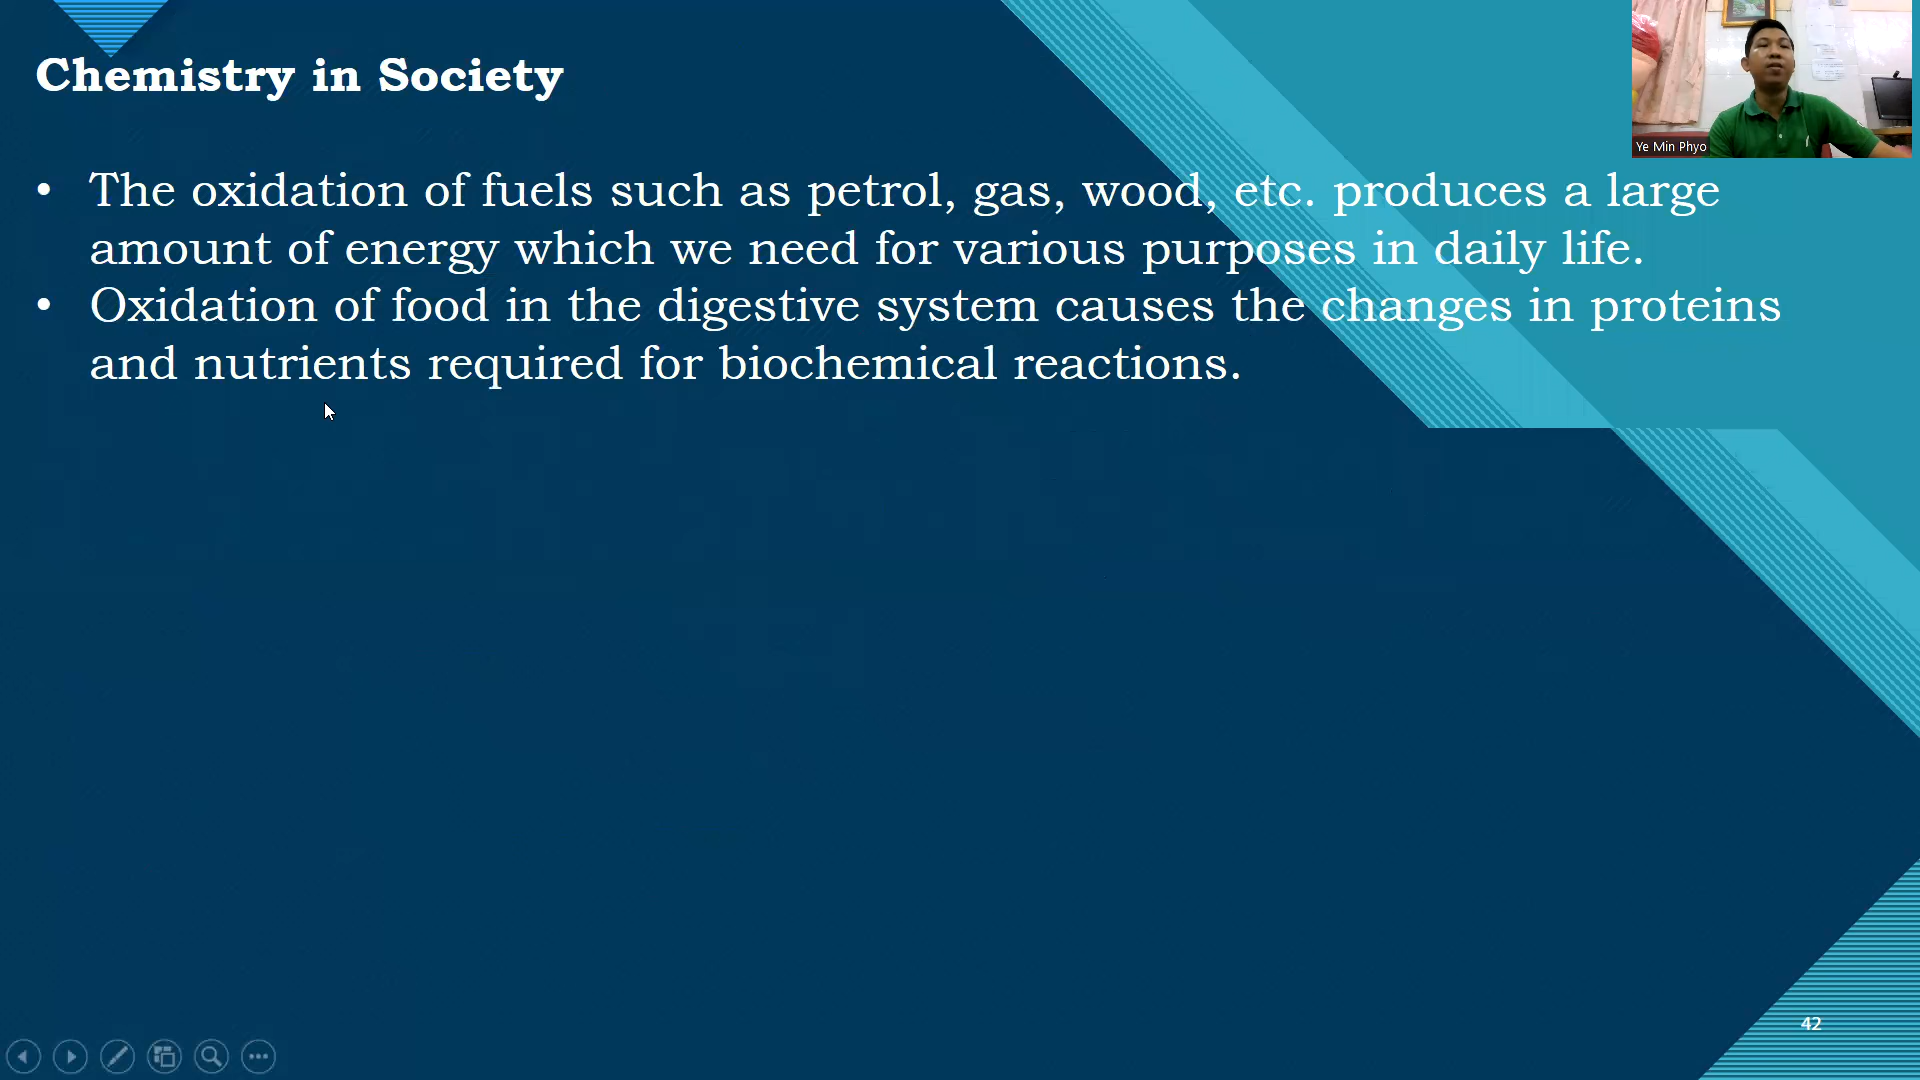 Chemistry in Society
Ye Min Phyo
• The oxidation of fuels such as petrol, gas, wood, etc. produces a large
amount of energy which we need for various purposes in daily life.
• Oxidation of food in the digestive system causes the changes in proteins
and nutrients required for biochemical reactions.
42